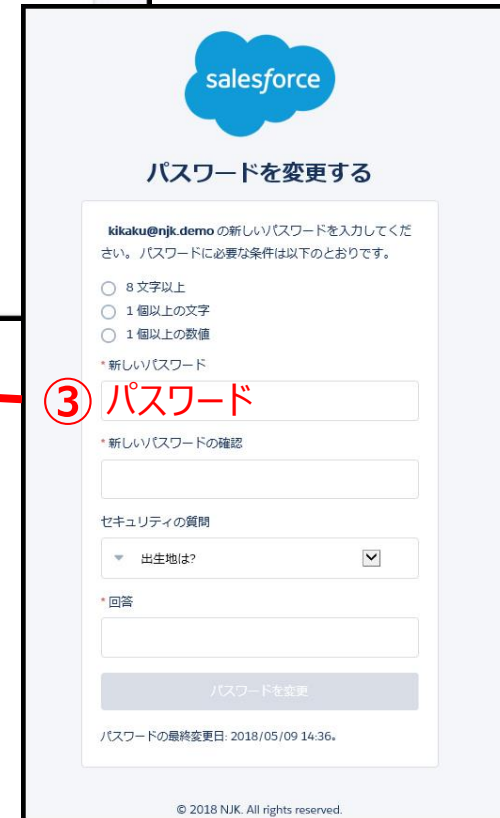 salesforce
パスワードを変更する
kikaku@njk.demo の新しいパスワードを入力してくだ
さい。パスワードに必要な条件は以下のとおりです。
8 文字以上
1 個以上の文字
1 個以上の数値
* 新しいパスワード
③ パスワード
* 新しいパスワードの確認
セキュリティの質問
出生地は?
* 回答
パスワードを変更
パスワードの最終変更日: 2018/05/09 14:36。
© 2018 NJK. All rights reserved.